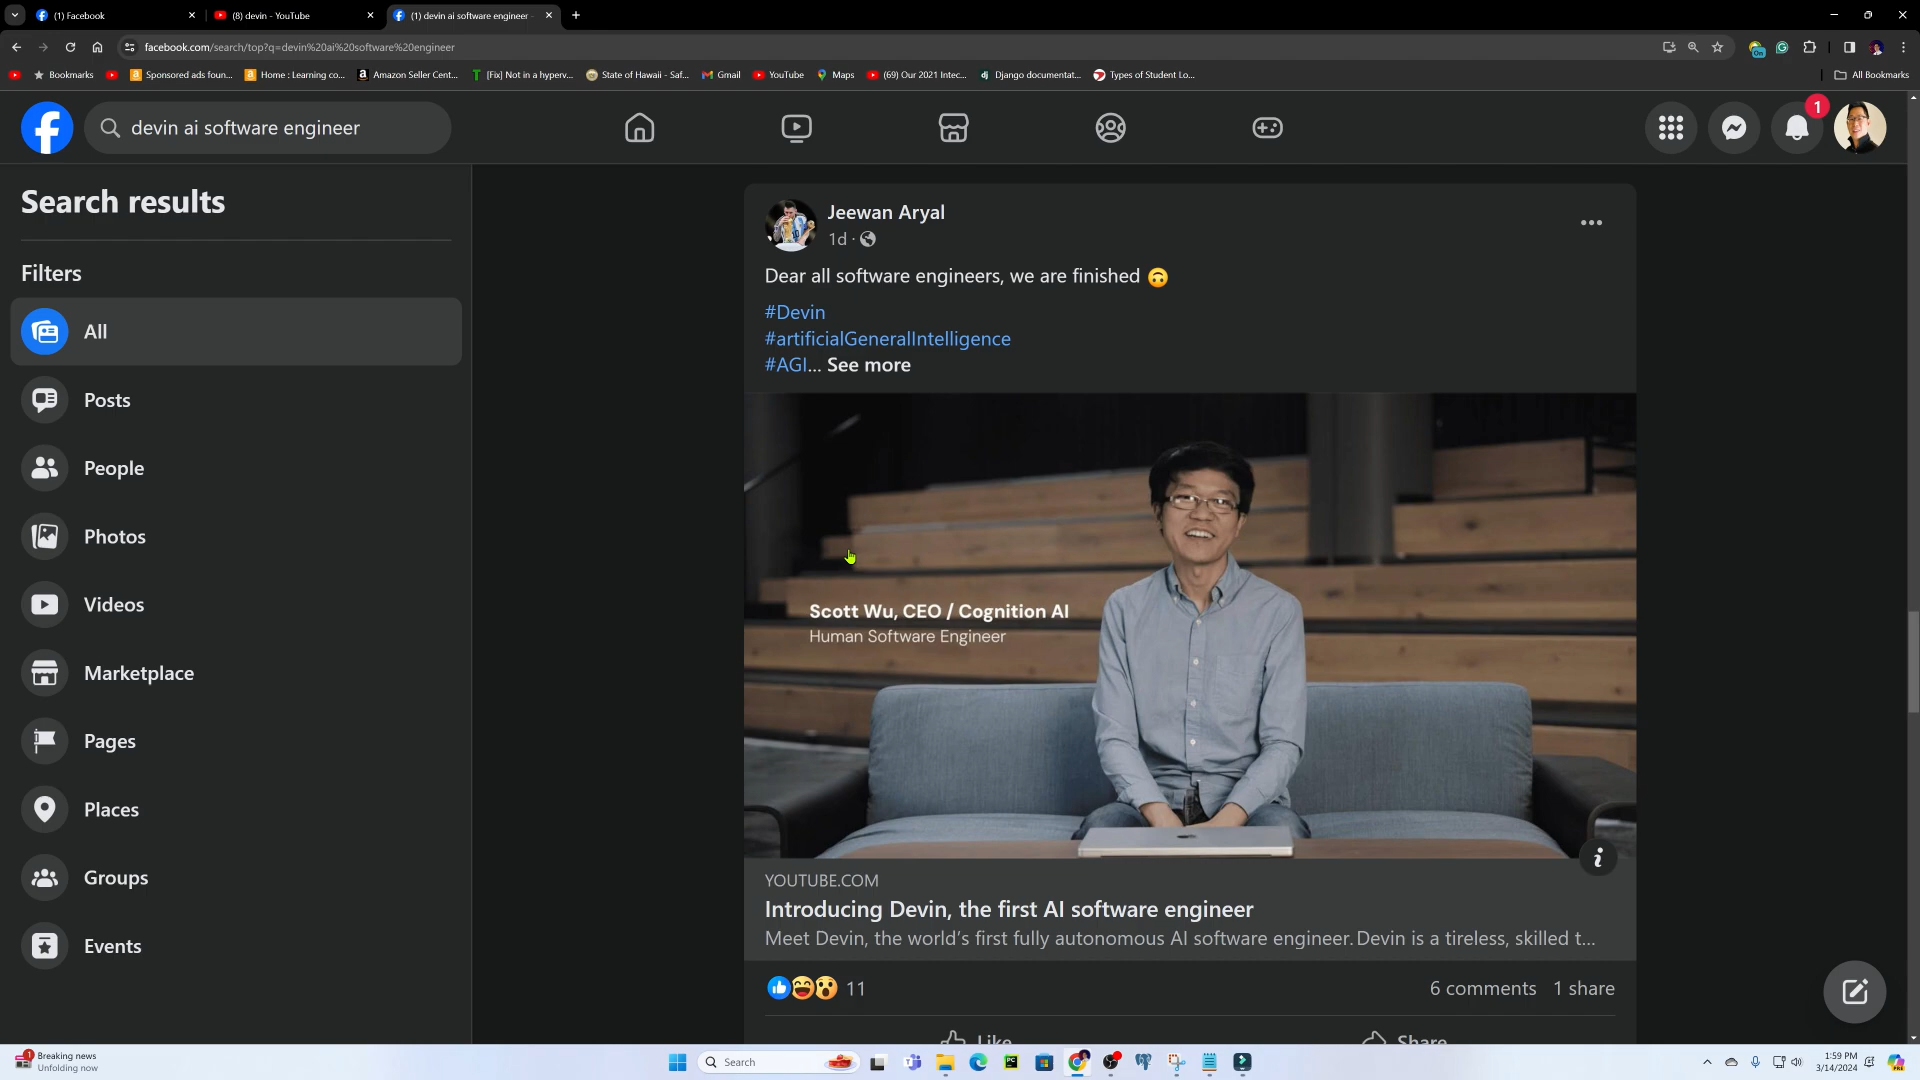 (1) Facebook
(8) devin - YouTube
(1) devin ai software engineer -
facebook.com/search/top?q=devin%20ai%20software%20engineer
Bookmarks
Sponsored ads foun...
Home : Learning co...
Amazon Seller Cent...
[Fix] Not in a hyperv...
State of Hawaii - Saf...
Gmail
YouTube
Maps
(69) Our 2021 Intec...
Django documentat...
Types of Student Lo...
All Bookmarks
devin ai software engineer
1
Search results
Filters
All
Posts
People
Photos
Videos
Marketplace
Pages
Places
Groups
Events
Jeewan Aryal
1d ·
Dear all software engineers, we are finished 🙃
#Devin
#artificialGeneralIntelligence
#AGI... See more
Scott Wu, CEO / Cognition AI
Human Software Engineer
YOUTUBE.COM
Introducing Devin, the first AI software engineer
Meet Devin, the world's first fully autonomous AI software engineer. Devin is a tireless, skilled t...
11
6 comments 1 share
Like
Share
1
Breaking news
Unfolding now
Search
1:59 PM
3/14/2024